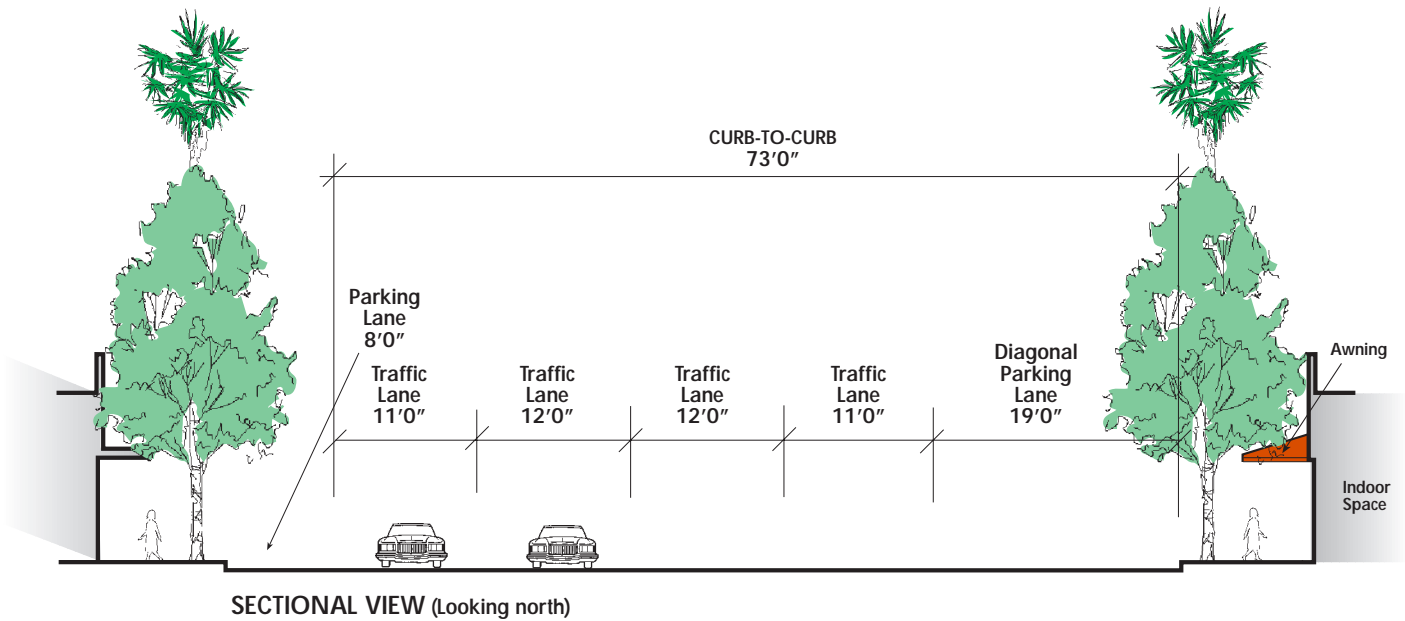 CURB-TO-CURB
73’0”
Parking
Lane
8’0”
Traffic
Lane
11’0”
Traffic
Lane
12’0”
Traffic
Lane
12’0”
Traffic
Lane
11’0”
Diagonal
Parking
Lane
19’0”
Awning
Indoor
Space
SECTIONAL VIEW (Looking north)